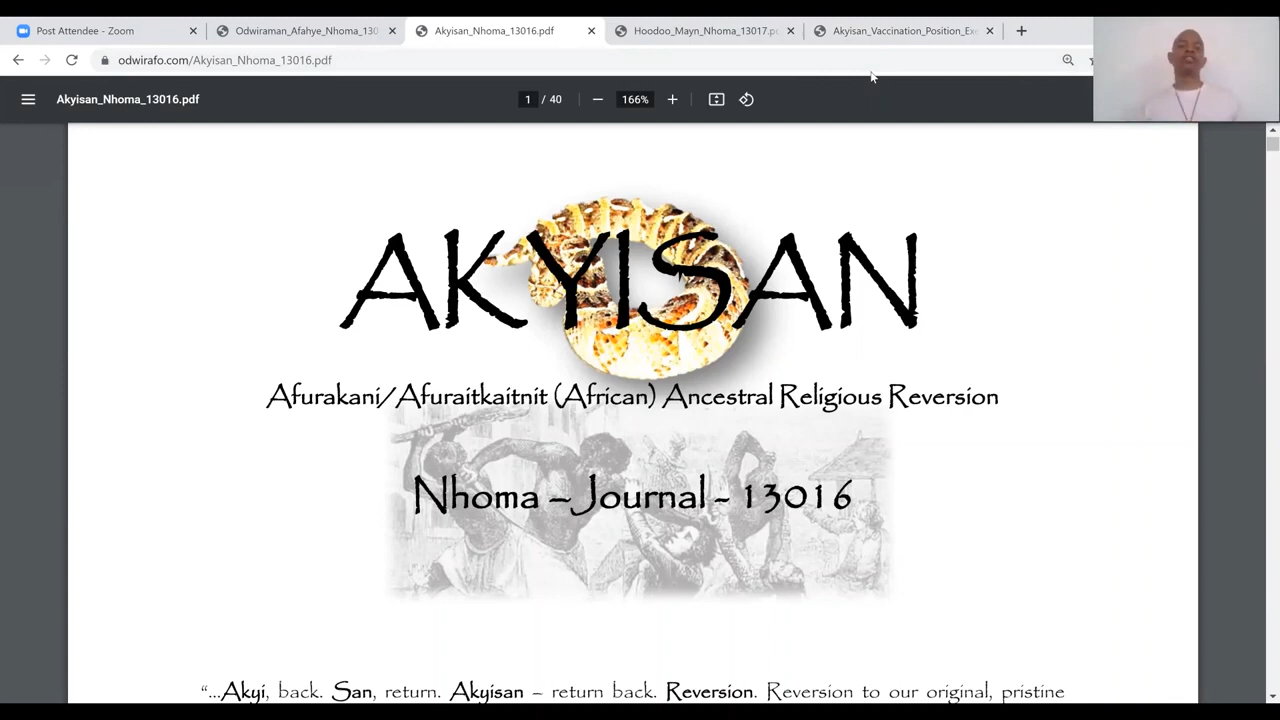 Post Attendee - Zoom
Odwiraman_Afahye_Nhoma_130
Akyisan_Nhoma_13016.pdf
Hoodoo_Mayn_Nhoma_13017.p
Akyisan_Vaccination_Position_Ex
odwirafo.com/Akyisan_Nhoma_13016.pdf
Akyisan_Nhoma_13016.pdf
1 / 40
166%
AKYISAN
Afurakani/Afuraitkaitnit (African) Ancestral Religious Reversion
Nhoma – Journal - 13016
“...Akyi, back. San, return. Akyisan – return back. Reversion. Reversion to our original, pristine